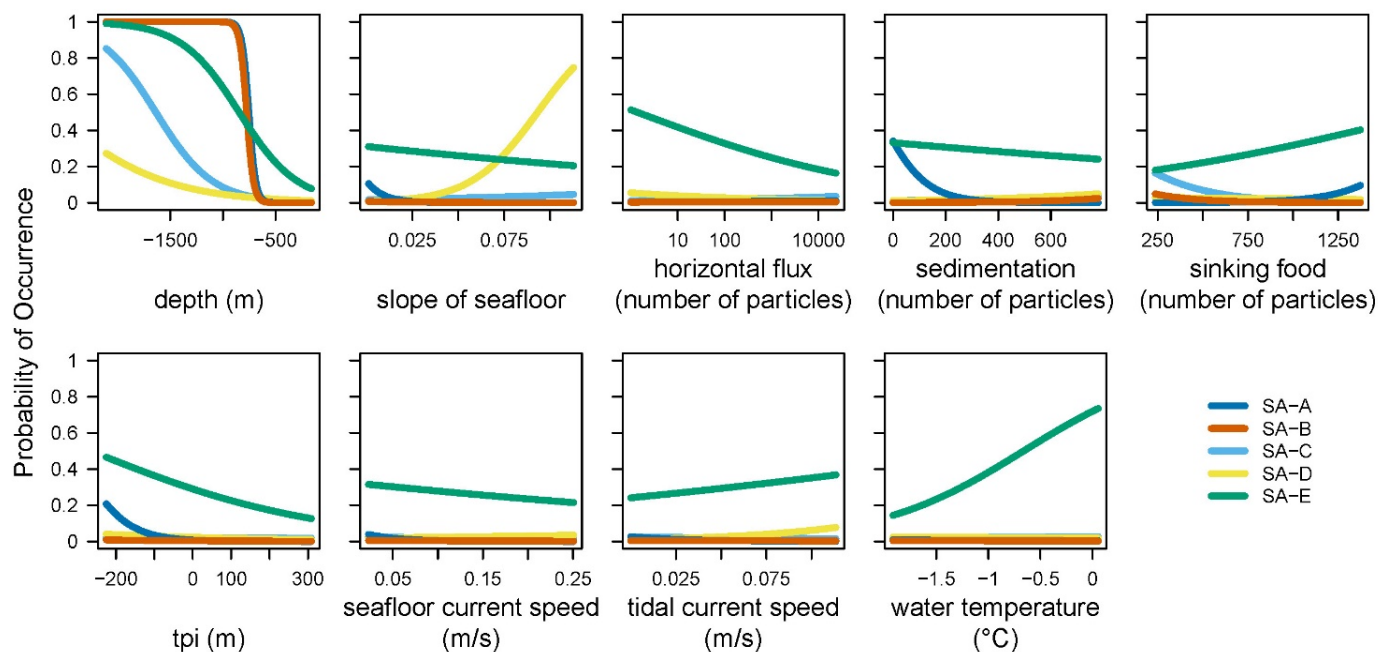 Probability of Occurrence
1
0.8
0.6
0.4
0.2
0
−1500 −500
depth (m)
0.025 0.075
slope of seafloor
10 100 10000
horizontal flux
(number of particles)
0 200 400 600
sedimentation
(number of particles)
250 750 1250
sinking food
(number of particles)
1
0.8
0.6
0.4
0.2
0
−200 0 100 300
tpi (m)
0.05 0.15 0.25
seafloor current speed
(m/s)
0.025 0.075
tidal current speed
(m/s)
−1.5 −1 −0.5 0
water temperature
(°C)
SA−A
SA−B
SA−C
SA−D
SA−E